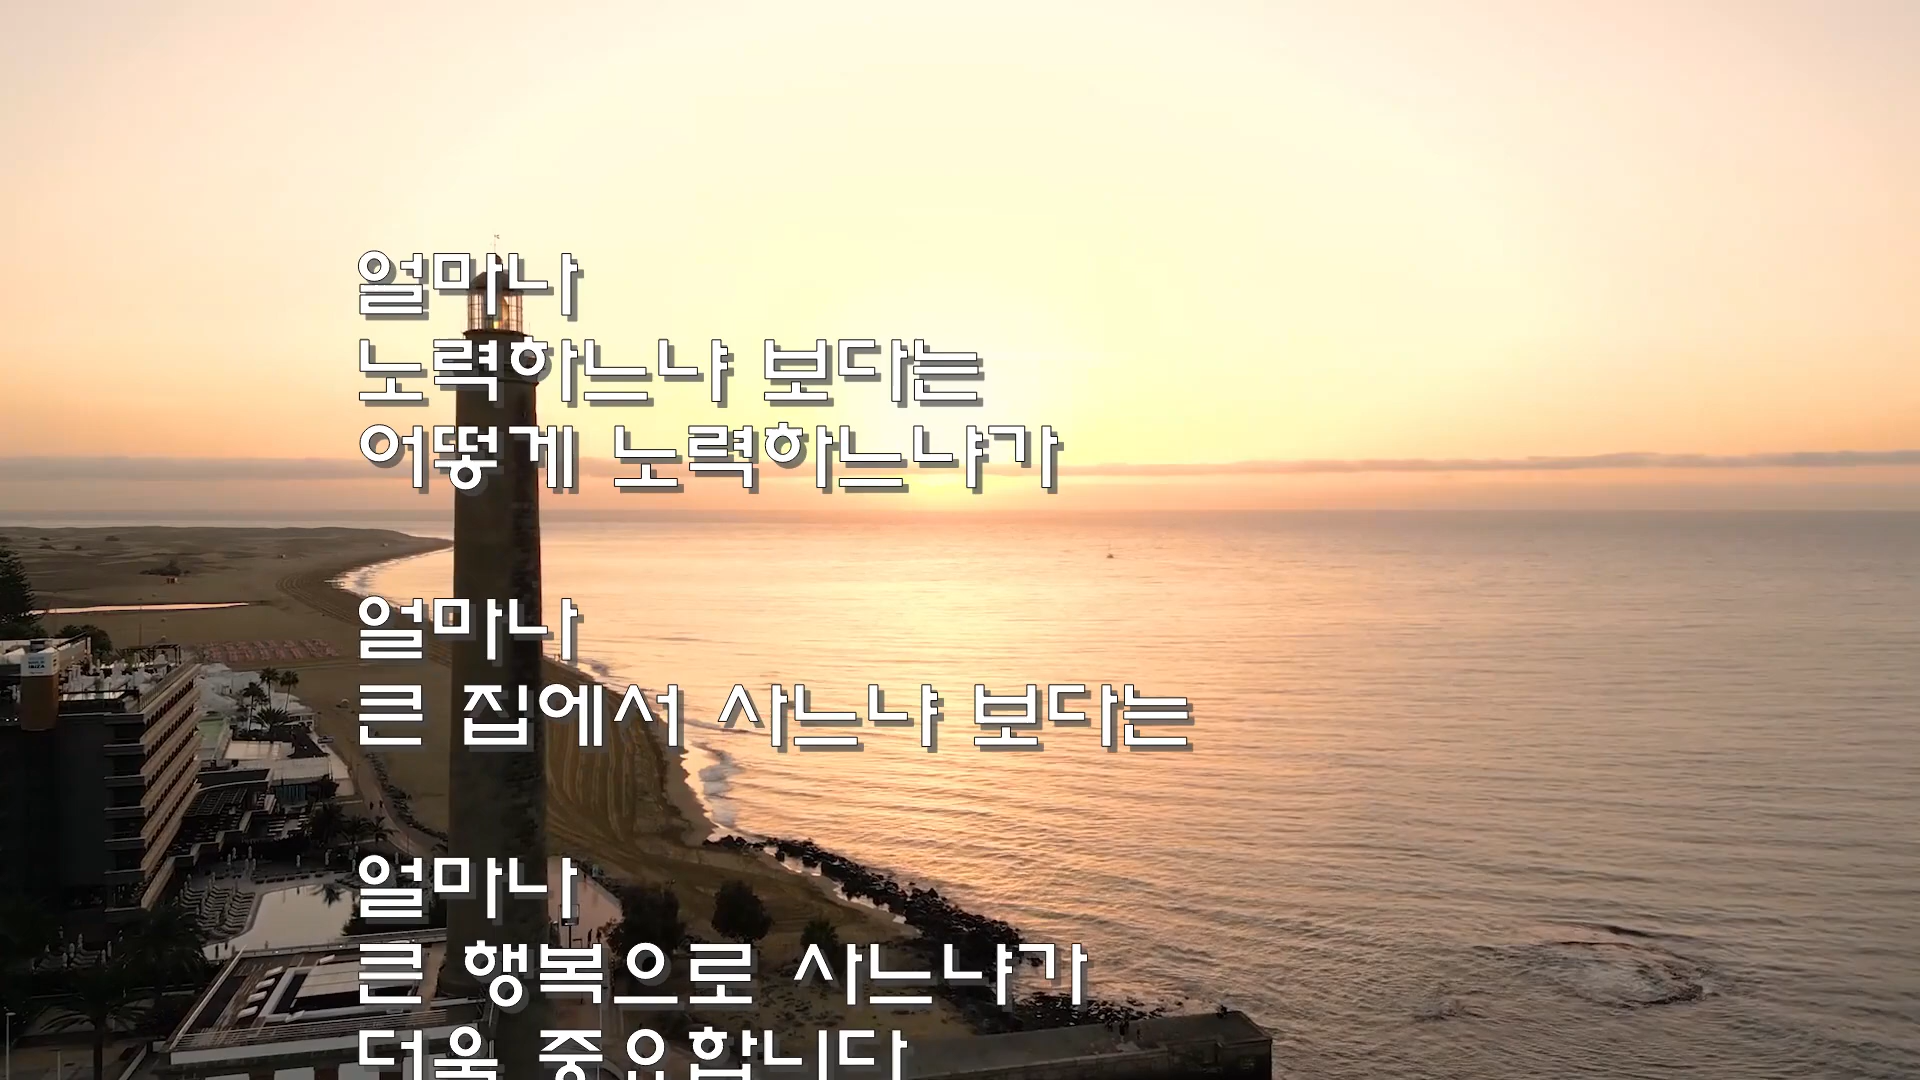 얼마나
노력하느냐 보다는
어떻게 노력하느냐가
얼마나
큰 집에서 사느냐 보다는
얼마나
큰 행복으로 사느냐가
더욱 중요합니다